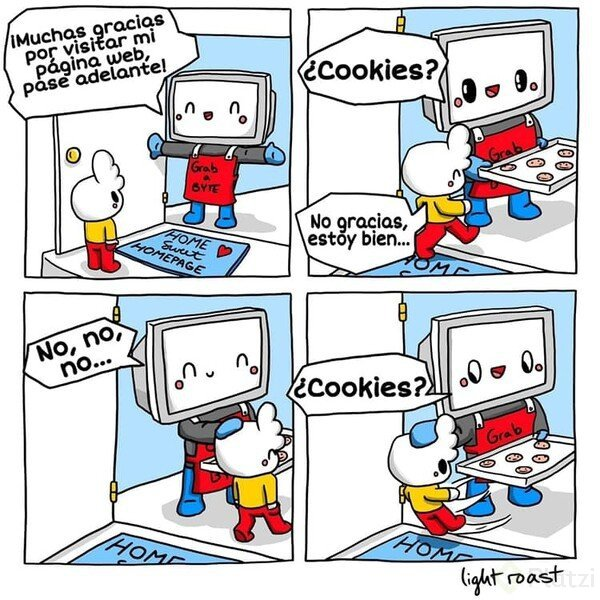 ¡Muchas gracias
por visitar mi
página web,
pase adelante!
Grab
a
BYTE
HOME
Sweet
HOMEPAGE
¿Cookies?
Grab
No gracias,
estoy bien...
HOME
No, no,
no...
HOME
¿Cookies?
Grab
HOME
light roast
Platzi